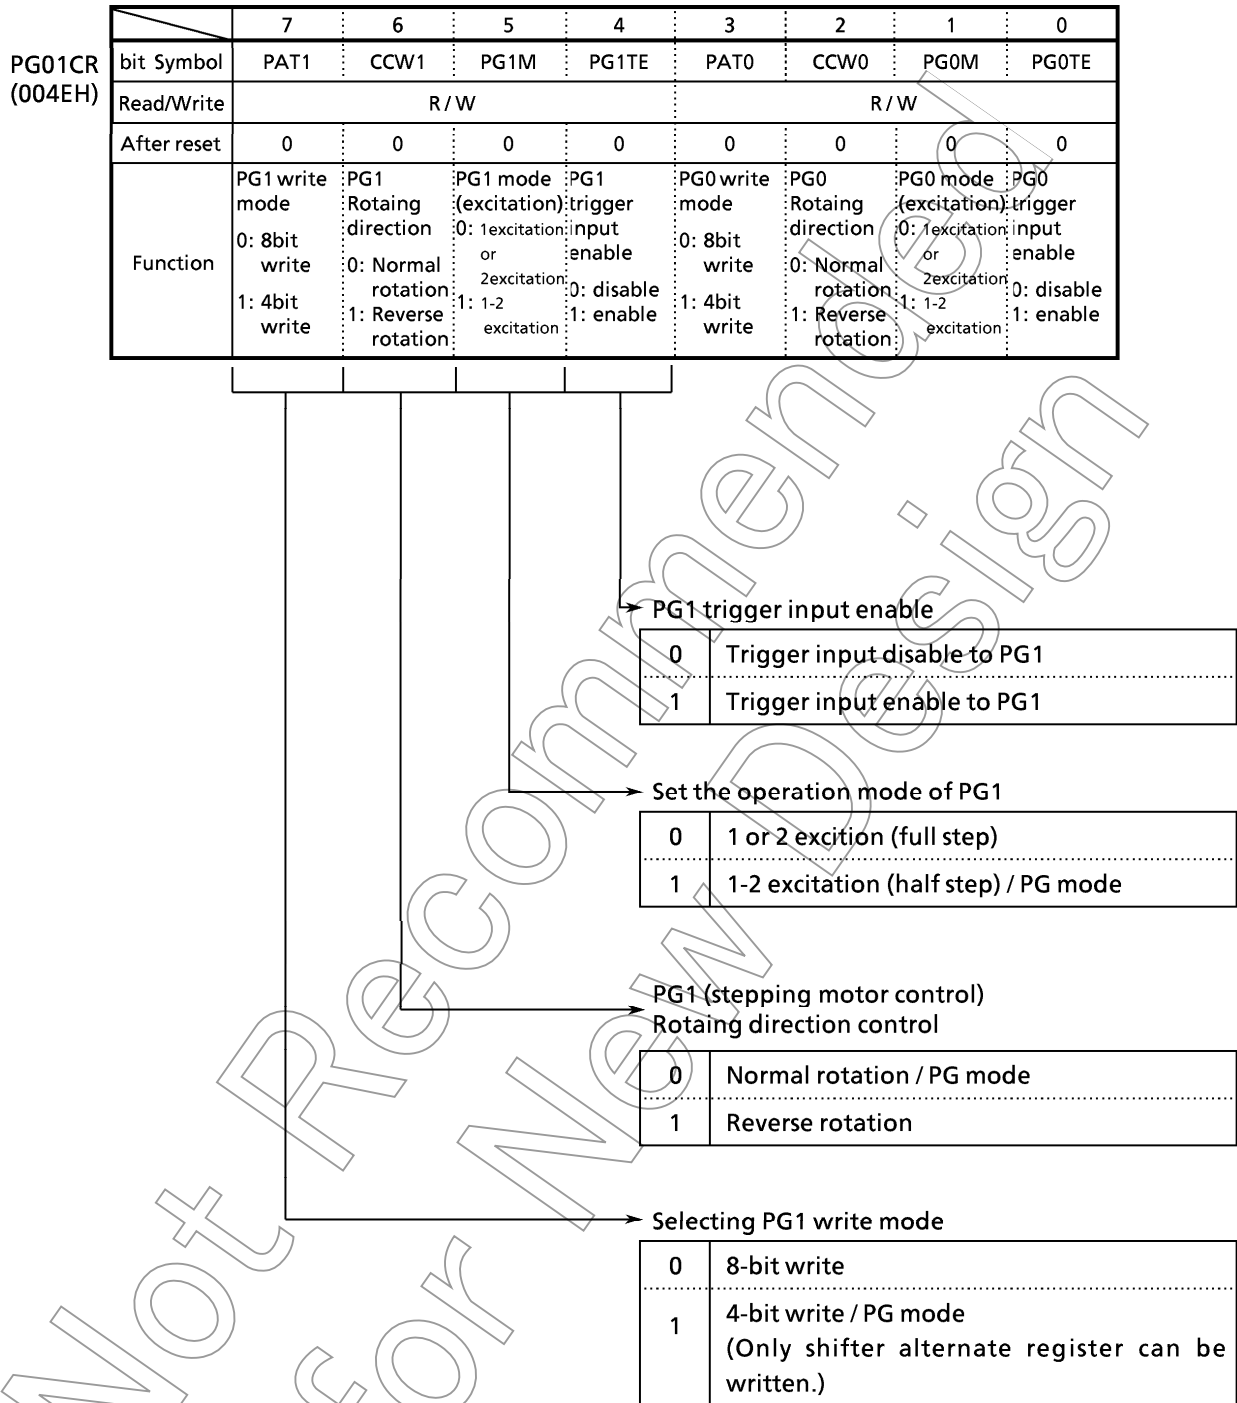 7 6 5 4 3 2 1 0
PG01CR
(004EH)
bit Symbol PAT1 CCW1 PG1M PG1TE PAT0 CCW0 PG0M PG0TE
Read/Write R / W R / W
After reset 0 0 0 0 0 0 0 0
Function
PG1 write
mode
0: 8bit
write
1: 4bit
write
PG1
Rotaing
direction
0: Normal
rotation
1: Reverse
rotation
PG1 mode
(excitation)
0: 1excitation
or
2excitation
1: 1-2
excitation
PG1
trigger
input
enable
0: disable
1: enable
PG0 write
mode
0: 8bit
write
1: 4bit
write
PG0
Rotaing
direction
0: Normal
rotation
1: Reverse
rotation
PG0 mode
(excitation)
0: 1excitation
or
2excitation
1: 1-2
excitation
PG0
trigger
input
enable
0: disable
1: enable
PG1 trigger input enable
0 Trigger input disable to PG1
1 Trigger input enable to PG1
Set the operation mode of PG1
0 1 or 2 excition (full step)
1 1-2 excitation (half step) / PG mode
PG1 (stepping motor control)
Rotaing direction control
0 Normal rotation / PG mode
1 Reverse rotation
Selecting PG1 write mode
0 8-bit write
1 4-bit write / PG mode
(Only shifter alternate register can be
written.)
Not Recommended
for New Design